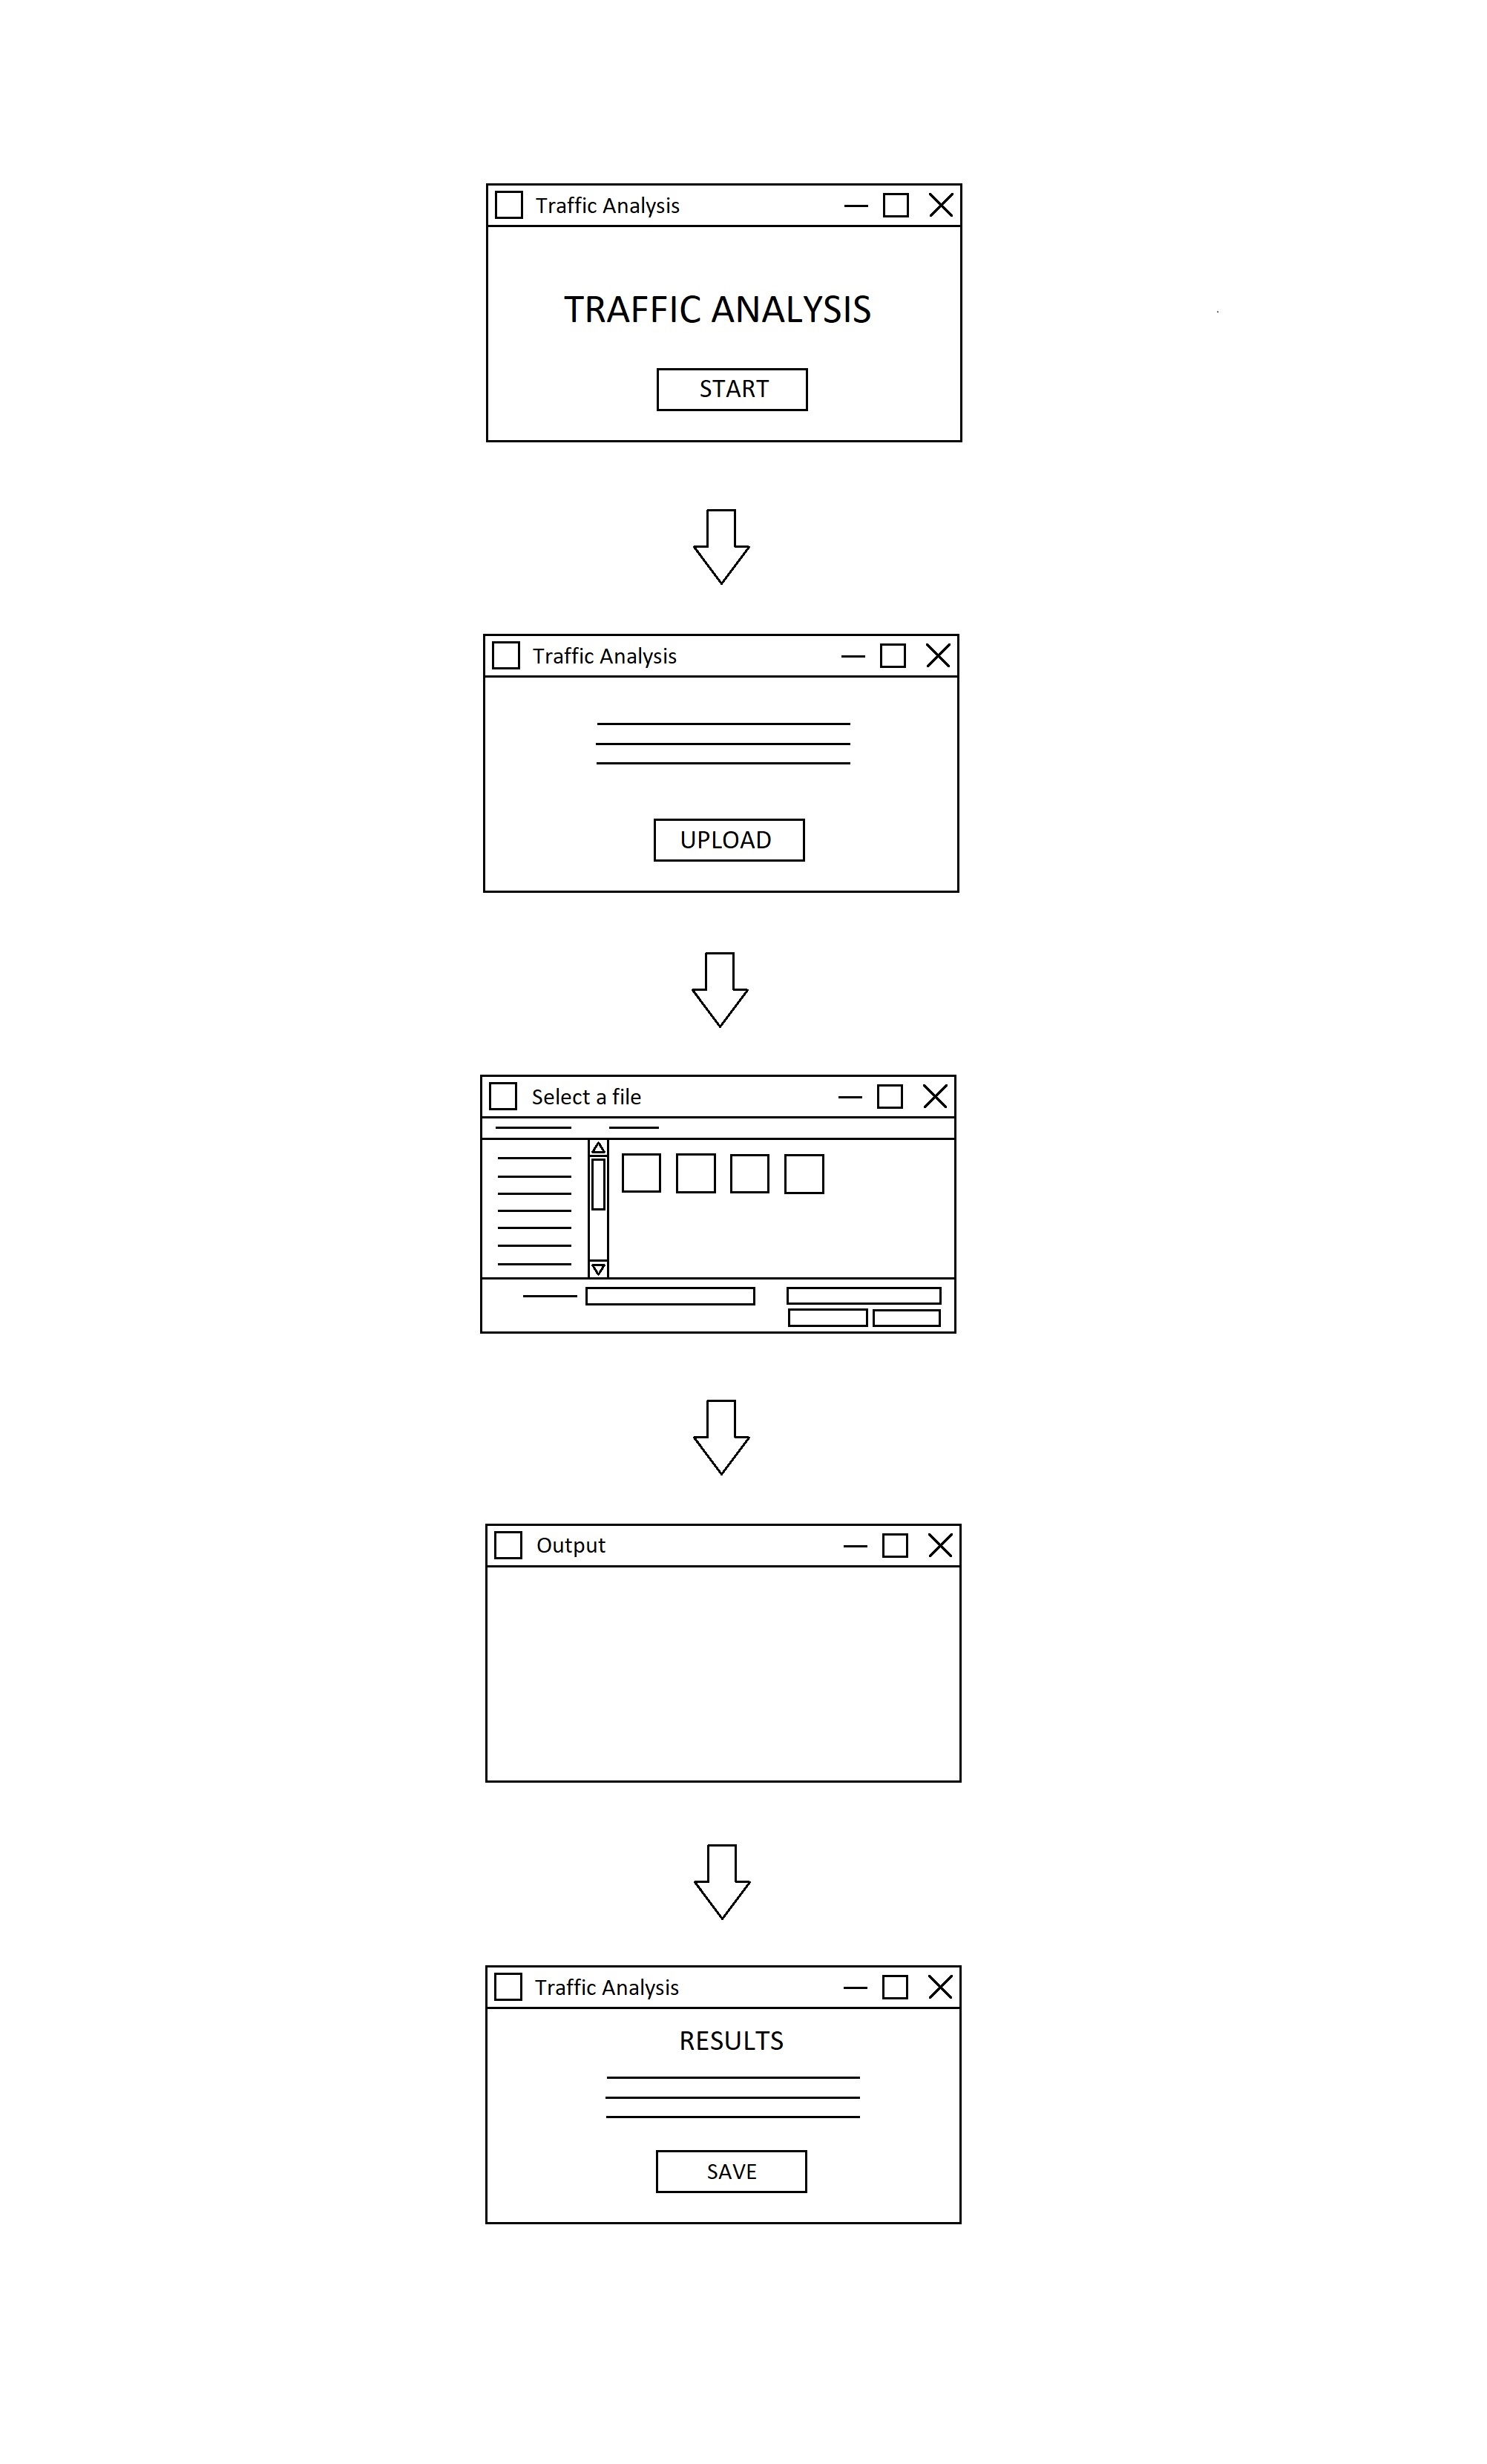 Traffic Analysis
TRAFFIC ANALYSIS
START
Traffic Analysis
UPLOAD
Select a file
Output
Traffic Analysis
RESULTS
SAVE